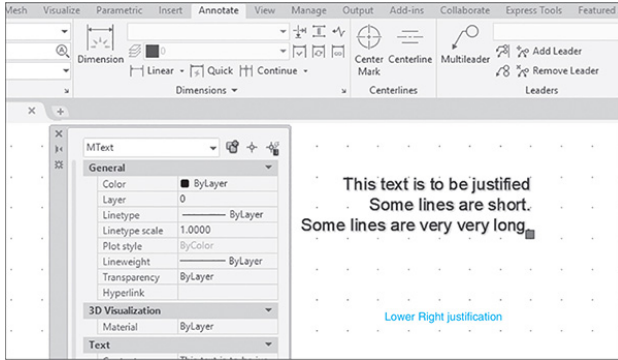 Mesh Visualize Parametric Insert Annotate View Manage Output Add-ins Collaborate Express Tools Featured
0
Dimension
Linear Quick Continue
Dimensions
Center Mark
Centerline
Centerlines
Multileader
Add Leader
Remove Leader
Leaders
MText
General
Color ByLayer
Layer 0
Linetype ByLayer
Linetype scale 1.0000
Plot style ByColor
Lineweight ByLayer
Transparency ByLayer
Hyperlink
3D Visualization
Material ByLayer
Text
This text is to be justified
Some lines are short.
Some lines are very very long.
Lower Right justification